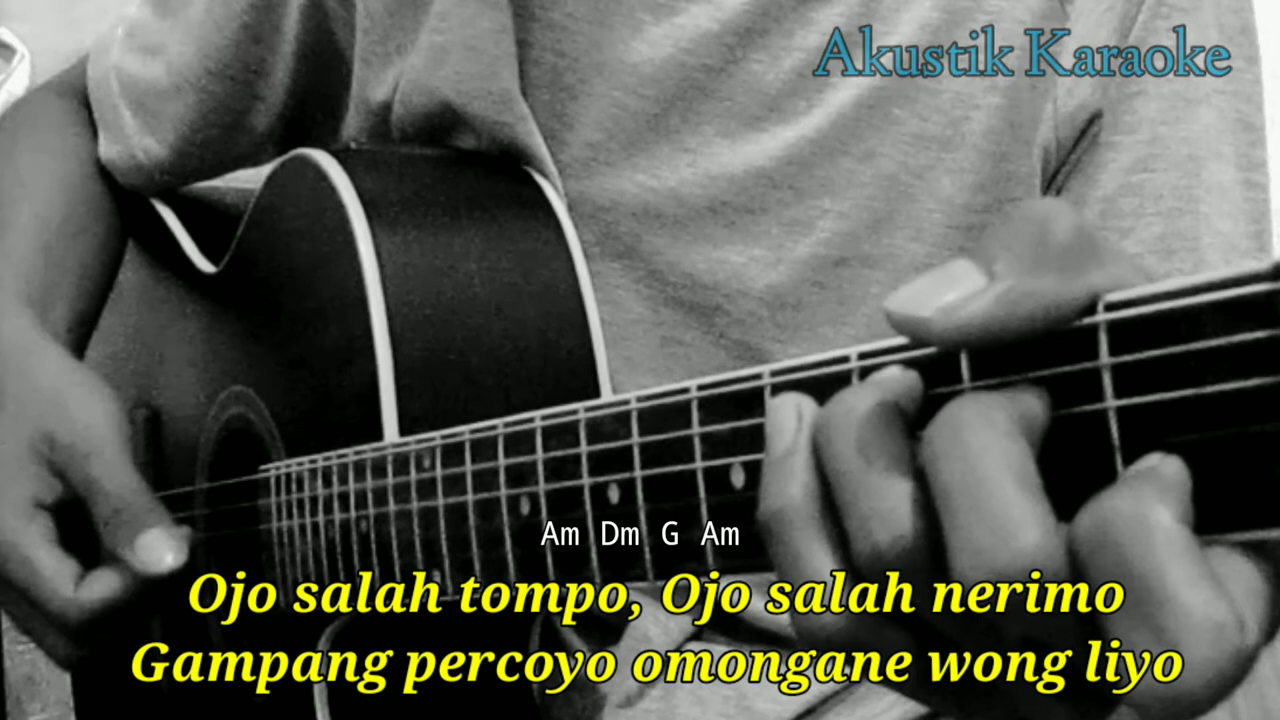 Akustik Karaoke
Am Dm G Am
Ojo salah tompo, Ojo salah nerimo
Gampang percoyo omongane wong liyo